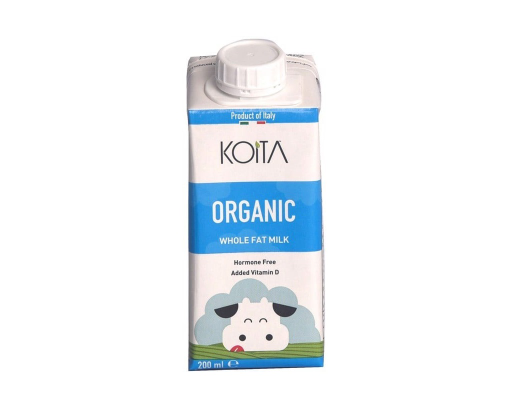 Product of Italy
KOITA
ORGANIC
WHOLE FAT MILK
Hormone Free
Added Vitamin D
200 ml ℮